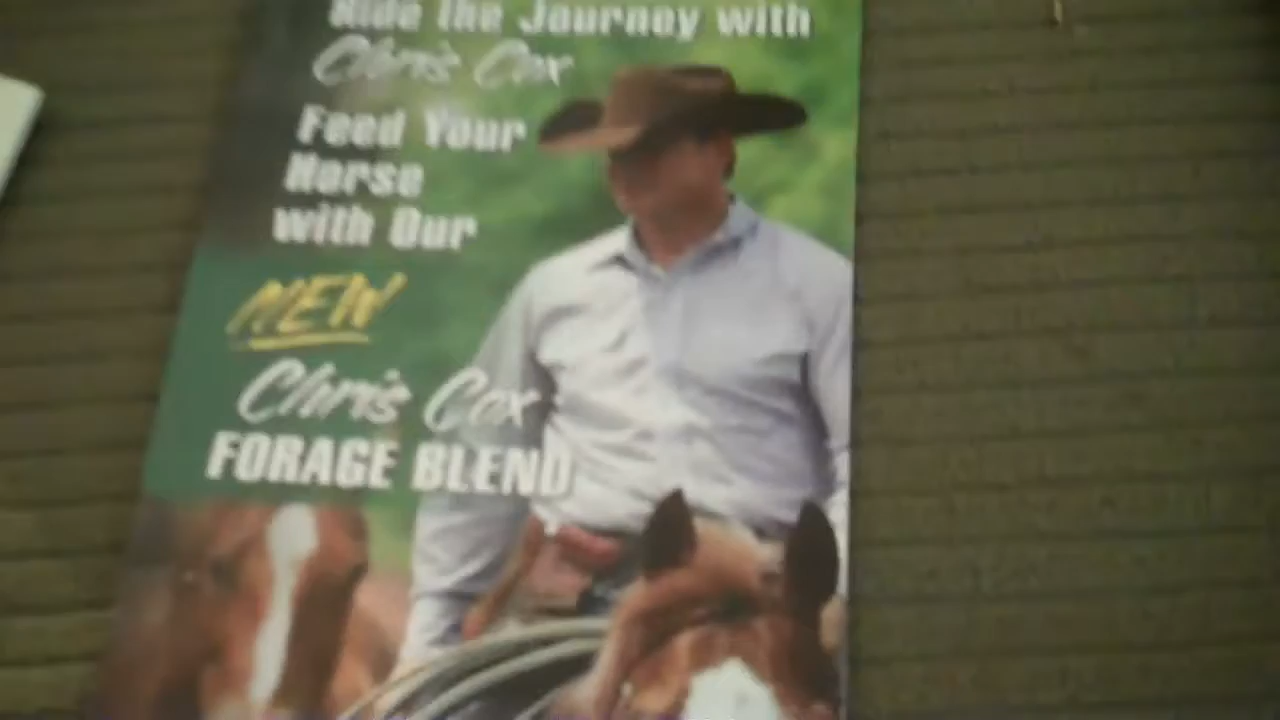 Ride the Journey with
Chris Cox
Feed Your
Horse
with Our
NEW
Chris Cox
FORAGE BLEND